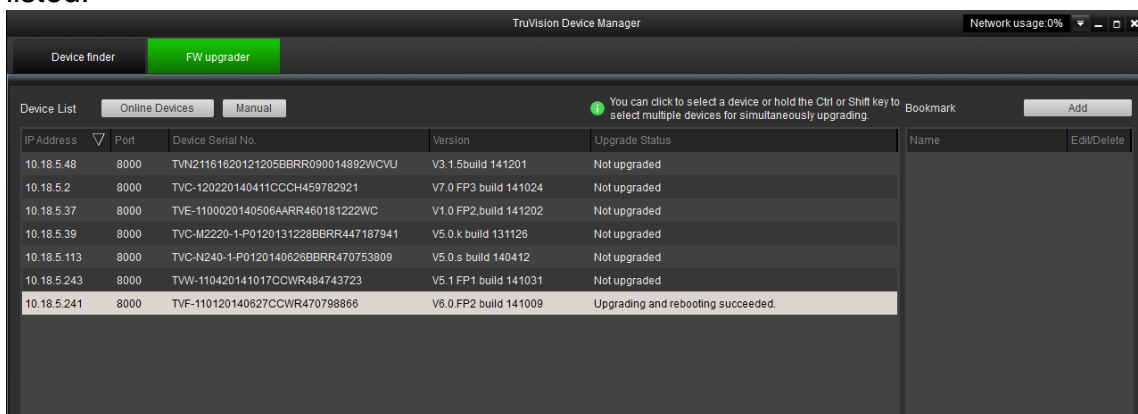 listed.
TruVision Device Manager
Network usage:0%
Device finder
FW upgrader
Device List
Online Devices
Manual
You can click to select a device or hold the Ctrl or Shift key to
select multiple devices for simultaneously upgrading.
Bookmark
Add
IP Address Port Device Serial No. Version Upgrade Status
Name Edit/Delete
10.18.5.48 8000 TVN21161620121205BBRR090014892WCVU V3.1.5build 141201 Not upgraded
10.18.5.2 8000 TVC-120220140411CCCH459782921 V7.0 FP3 build 141024 Not upgraded
10.18.5.37 8000 TVE-1100020140506AARR460181222WC V1.0 FP2,build 141202 Not upgraded
10.18.5.39 8000 TVC-M2220-1-P0120131228BBRR447187941 V5.0.k build 131126 Not upgraded
10.18.5.113 8000 TVC-N240-1-P0120140626BBRR470753809 V5.0.s build 140412 Not upgraded
10.18.5.243 8000 TVW-110420141017CCWR484743723 V5.1 FP1 build 141031 Not upgraded
10.18.5.241 8000 TVF-110120140627CCWR470798866 V6.0.FP2 build 141009 Upgrading and rebooting succeeded.